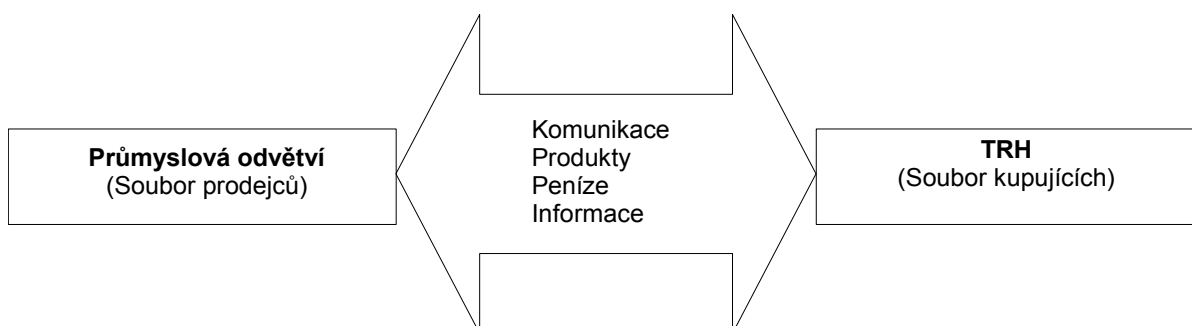 Průmyslová odvětví
(Soubor prodejců)
Komunikace
Produkty
Peníze
Informace
TRH
(Soubor kupujících)